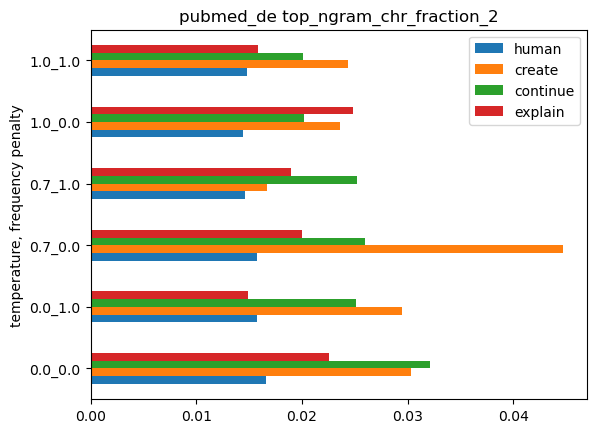 pubmed_de top_ngram_chr_fraction_2
human
create
continue
explain
temperature, frequency penalty
1.0_1.0
1.0_0.0
0.7_1.0
0.7_0.0
0.0_1.0
0.0_0.0
0.00 0.01 0.02 0.03 0.04